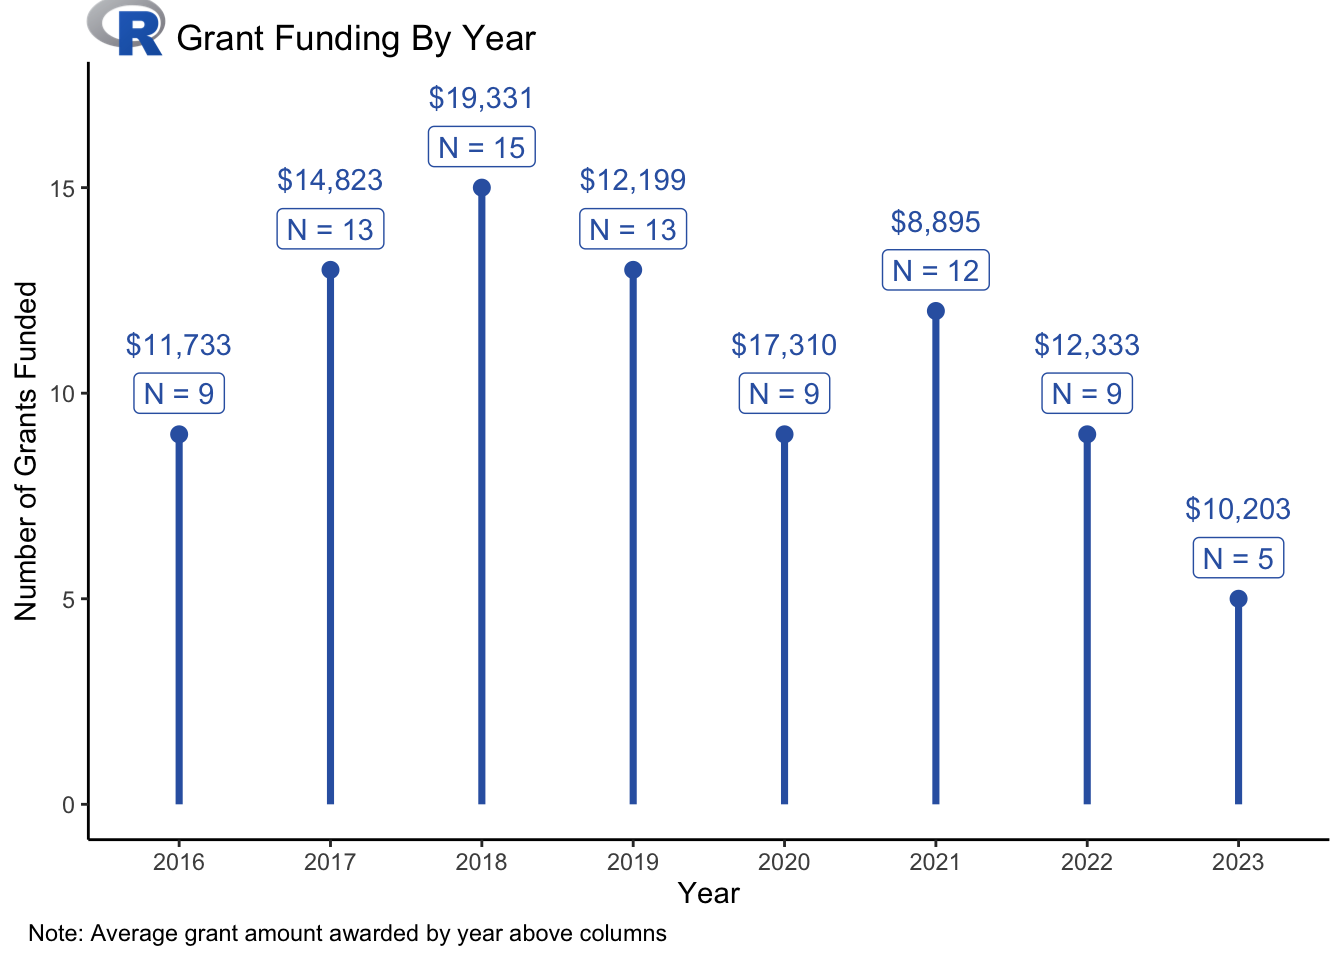 R Grant Funding By Year
$19,331
N = 15
$14,823
$12,199
15
N = 13
N = 13
$8,895
N = 12
$11,733
$17,310
$12,333
10
N = 9
N = 9
N = 9
$10,203
N = 5
5
0
Number of Grants Funded
2016 2017 2018 2019 2020 2021 2022 2023
Year
Note: Average grant amount awarded by year above columns